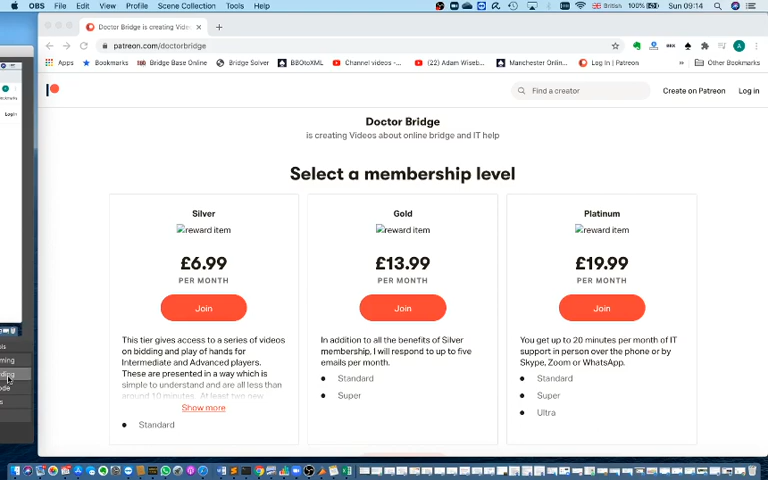 OBS File Edit View Profile Scene Collection Tools Window Help British 100% Sun 09:14
Doctor Bridge is creating Vide
patreon.com/doctorbridge
Apps Bookmarks Bridge Base Online Bridge Solver BBOtoXML Channel videos -... (22) Adam Wiseb... Manchester Onlin... Log In | Patreon » Other Bookmarks
Find a creator Create on Patreon Log in
Doctor Bridge
is creating Videos about online bridge and IT help
Select a membership level
Silver
reward item
£6.99
PER MONTH
Join
This tier gives access to a series of videos
on bidding and play of hands for
Intermediate and Advanced players.
These are presented in a way which is
simple to understand and are all less
than around 10 minutes. At least two new
Show more
Standard
Gold
reward item
£13.99
PER MONTH
Join
In addition to all the benefits of Silver
membership, I will respond to up to five
emails per month.
Standard
Super
Platinum
reward item
£19.99
PER MONTH
Join
You get up to 20 minutes per month of IT
support in person over the phone or by
Skype, Zoom or WhatsApp.
Standard
Super
Ultra